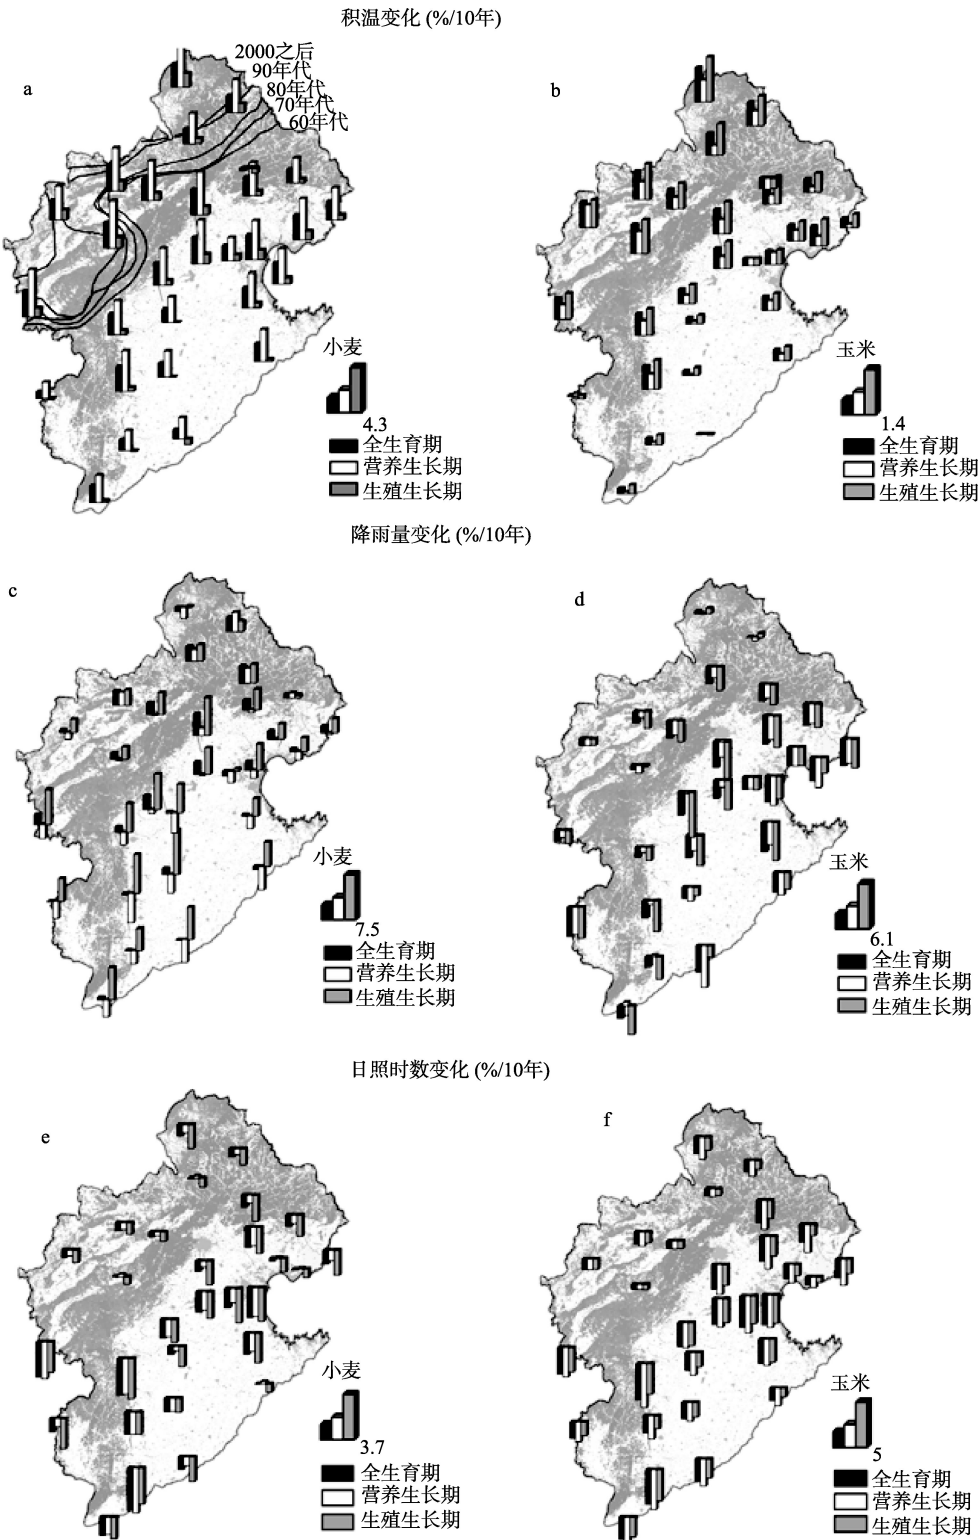 积温变化 (%/10年)
a
2000之后
90年代
80年代
70年代
60年代
小麦
4.3
全生育期
营养生长期
生殖生长期
b
玉米
1.4
全生育期
营养生长期
生殖生长期
降雨量变化 (%/10年)
c
小麦
7.5
全生育期
营养生长期
生殖生长期
d
玉米
6.1
全生育期
营养生长期
生殖生长期
日照时数变化 (%/10年)
e
小麦
3.7
全生育期
营养生长期
生殖生长期
f
玉米
5
全生育期
营养生长期
生殖生长期